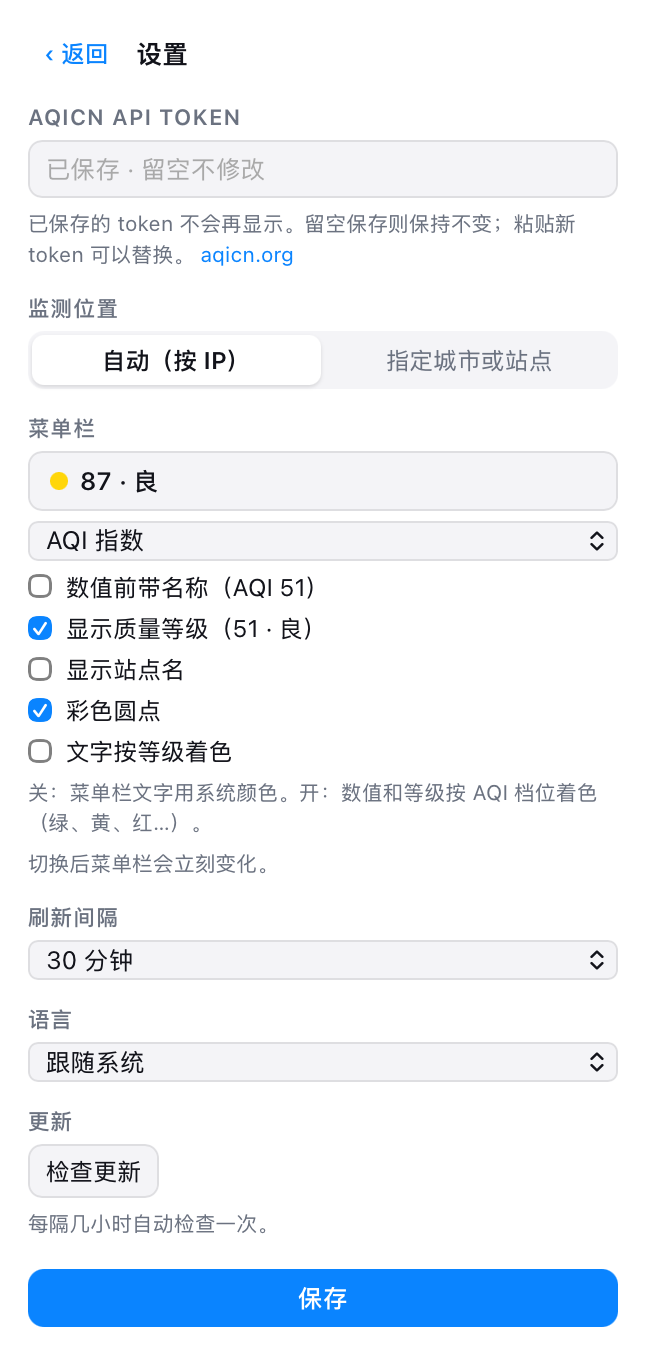 ‹ 返回 设置
AQICN API TOKEN
已保存 · 留空不修改
已保存的 token 不会再显示。留空保存则保持不变；粘贴新
token 可以替换。 aqicn.org
监测位置
自动（按 IP） 指定城市或站点
菜单栏
87 · 良
AQI 指数
数值前带名称（AQI 51）
显示质量等级（51 · 良）
显示站点名
彩色圆点
文字按等级着色
关：菜单栏文字用系统颜色。开：数值和等级按 AQI 档位着色
（绿、黄、红…）。
切换后菜单栏会立刻变化。
刷新间隔
30 分钟
语言
跟随系统
更新
检查更新
每隔几小时自动检查一次。
保存